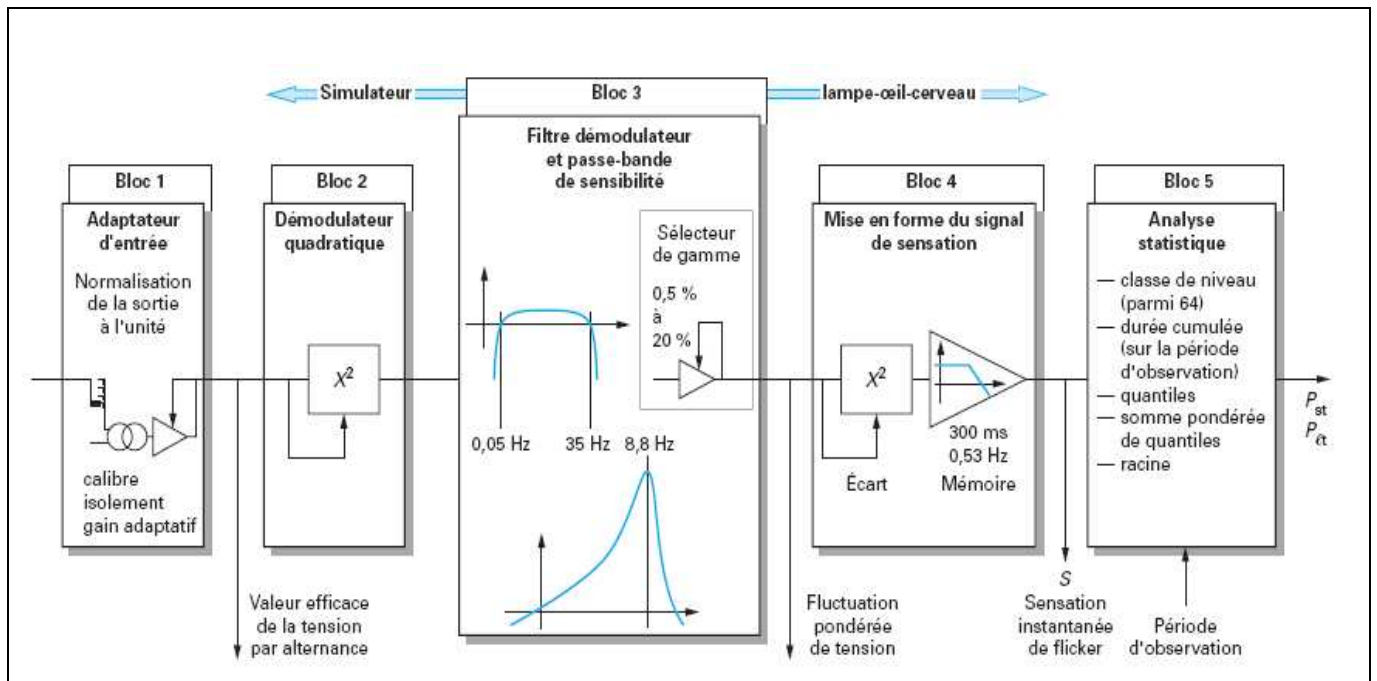 Simulateur
lampe-œil-cerveau
Bloc 1
Adaptateur
d'entrée
Normalisation
de la sortie
à l'unité
calibre
isolement
gain adaptatif
Valeur efficace
de la tension
par alternance
Bloc 2
Démodulateur
quadratique
X²
Bloc 3
Filtre démodulateur
et passe-bande
de sensibilité
Sélecteur
de gamme
0,5 %
à
20 %
0,05 Hz
35 Hz
8,8 Hz
Fluctuation
pondérée
de tension
Bloc 4
Mise en forme du signal
de sensation
X²
Écart
300 ms
0,53 Hz
Mémoire
S
Sensation
instantanée
de flicker
Bloc 5
Analyse
statistique
— classe de niveau
(parmi 64)
— durée cumulée
(sur la période
d'observation)
— quantiles
— somme pondérée
de quantiles
— racine
Pst
Pℓt
Période
d'observation